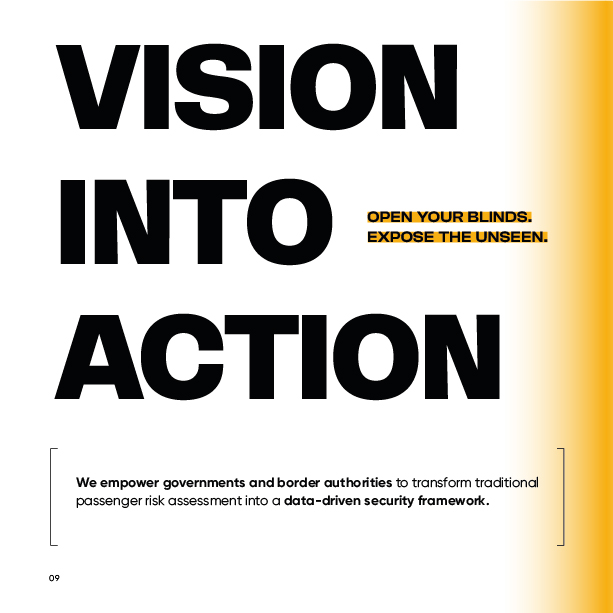 VISION
INTO
OPEN YOUR BLINDS.
EXPOSE THE UNSEEN.
ACTION
We empower governments and border authorities to transform traditional
passenger risk assessment into a data-driven security framework.
09